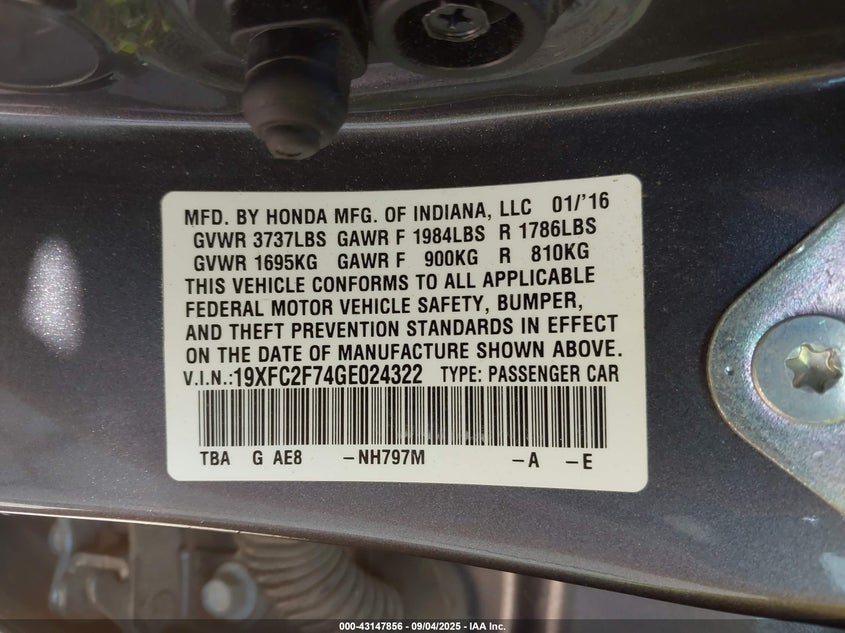 MFD. BY HONDA MFG. OF INDIANA, LLC 01/'16
GVWR 3737LBS GAWR F 1984LBS R 1786LBS
GVWR 1695KG GAWR F 900KG R 810KG
THIS VEHICLE CONFORMS TO ALL APPLICABLE
FEDERAL MOTOR VEHICLE SAFETY, BUMPER,
AND THEFT PREVENTION STANDARDS IN EFFECT
ON THE DATE OF MANUFACTURE SHOWN ABOVE.
V.I.N.:19XFC2F74GE024322 TYPE: PASSENGER CAR
TBA G AE8 –NH797M –A –E
000-43147856 - 09/04/2025 - IAA Inc.